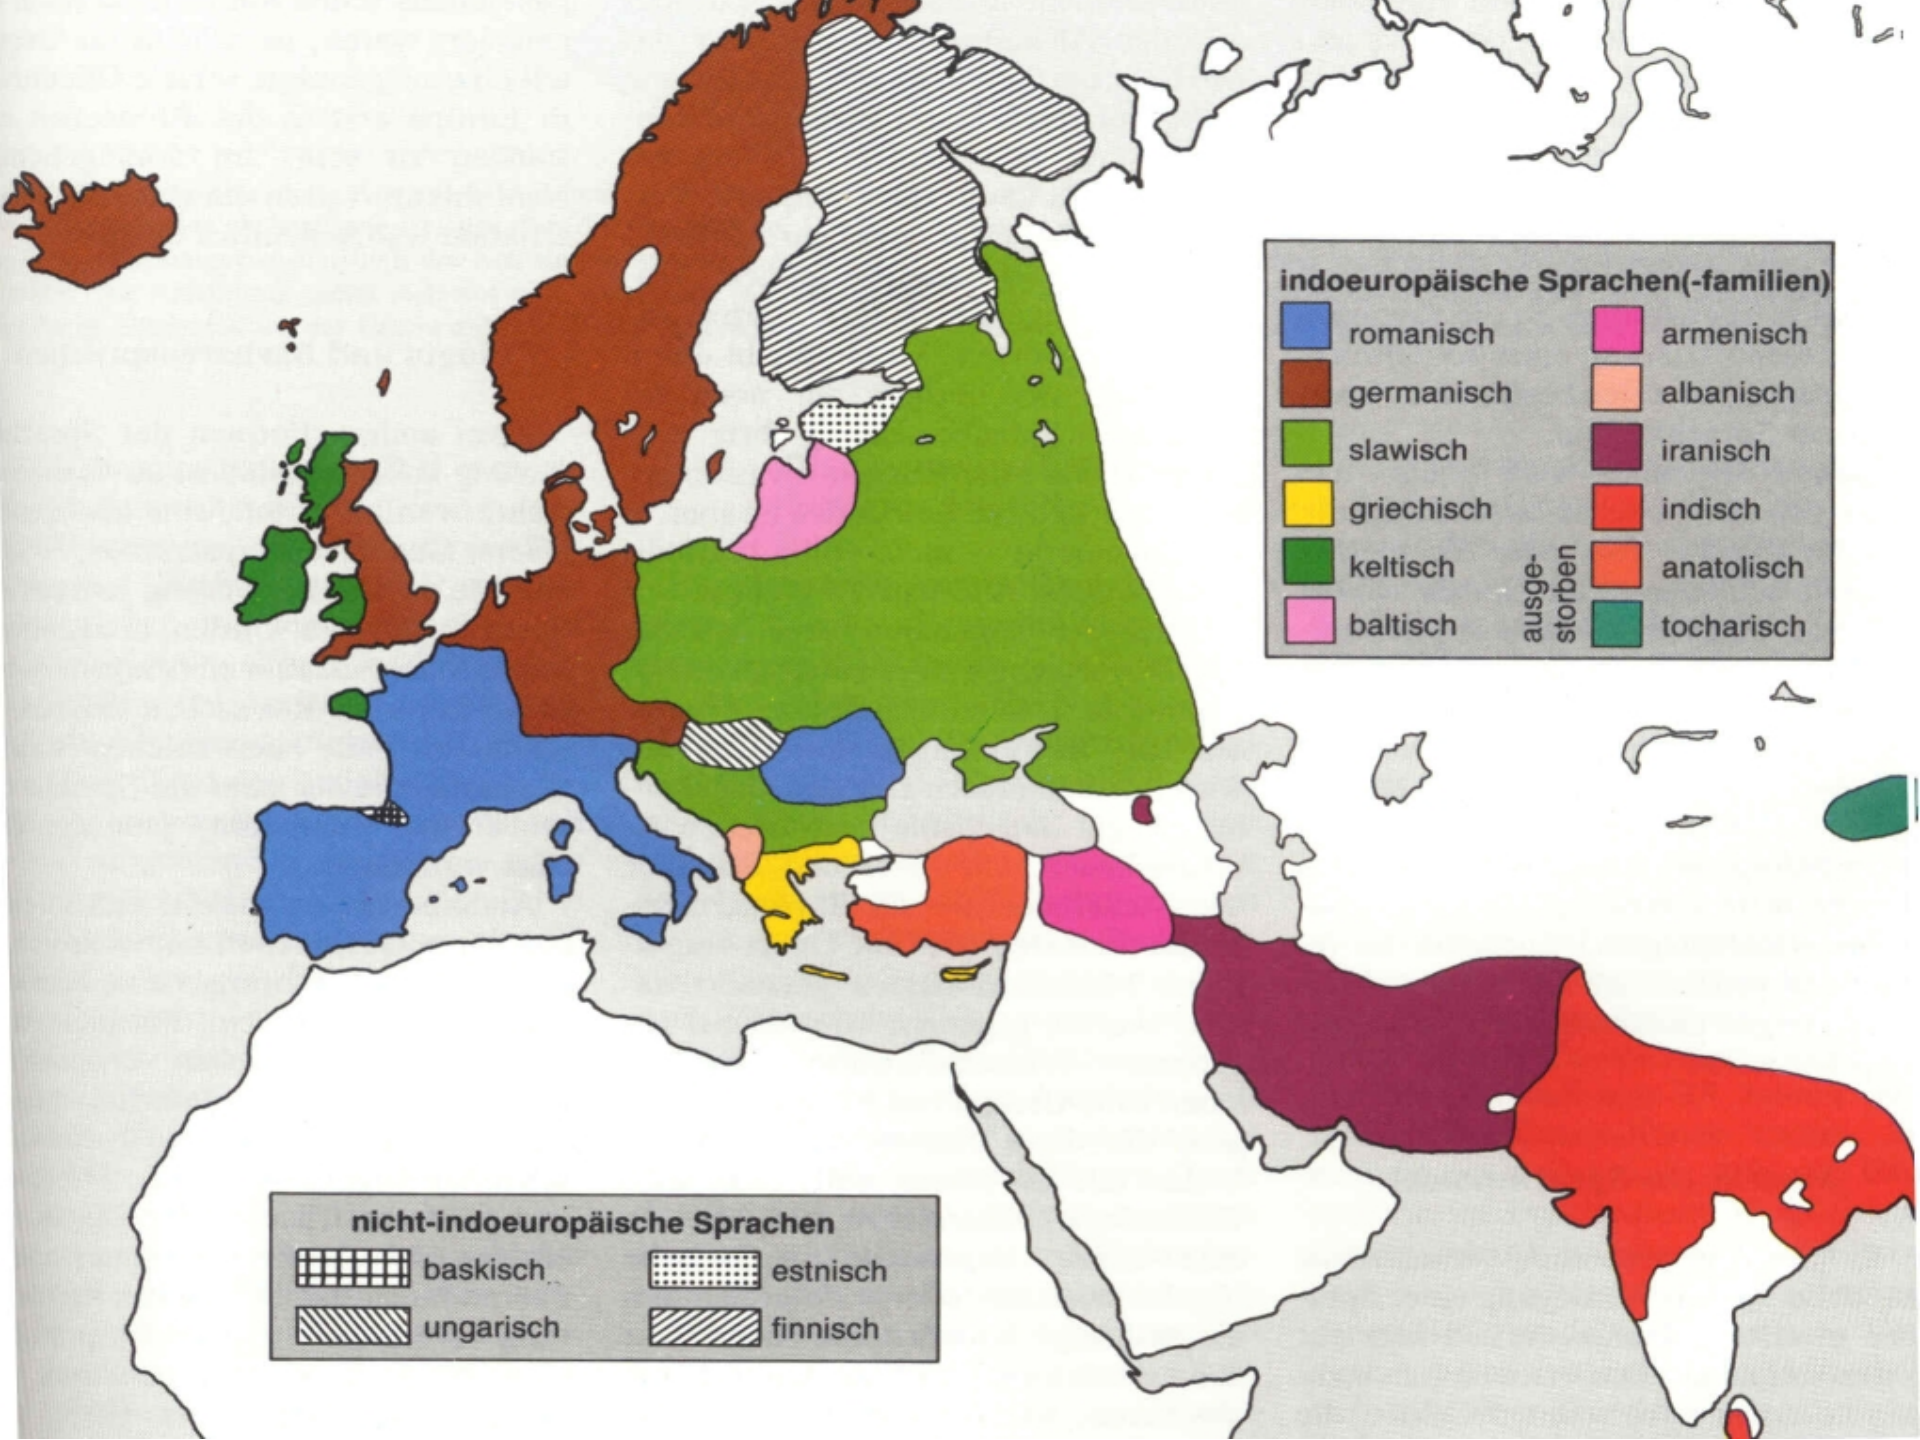 indoeuropäische Sprachen(-familien)
romanisch
germanisch
slawisch
griechisch
keltisch
baltisch
armenisch
albanisch
iranisch
indisch
ausge-
storben
anatolisch
tocharisch
nicht-indoeuropäische Sprachen
baskisch
ungarisch
estnisch
finnisch